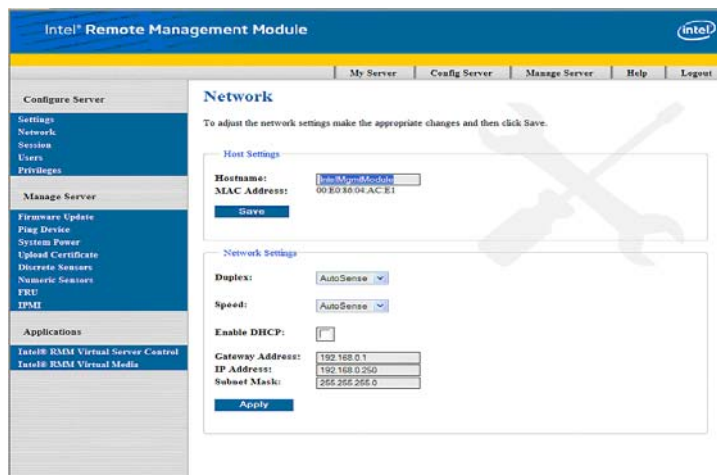 Intel® Remote Management Module
intel
My Server Config Server Manage Server Help Logout
Configure Server
Settings
Network
Session
Users
Privileges
Manage Server
Firmware Update
Ping Device
System Power
Upload Certificate
Discrete Sensors
Numeric Sensors
FRU
IPMI
Applications
Intel® RMM Virtual Server Control
Intel® RMM Virtual Media
Network
To adjust the network settings make the appropriate changes and then click Save.
Host Settings
Hostname: IntelMgmtModule
MAC Address: 00:E0:86:04:AC:E1
Save
Network Settings
Duplex: AutoSense
Speed: AutoSense
Enable DHCP:
Gateway Address: 192.168.0.1
IP Address: 192.168.0.250
Subnet Mask: 255.255.255.0
Apply